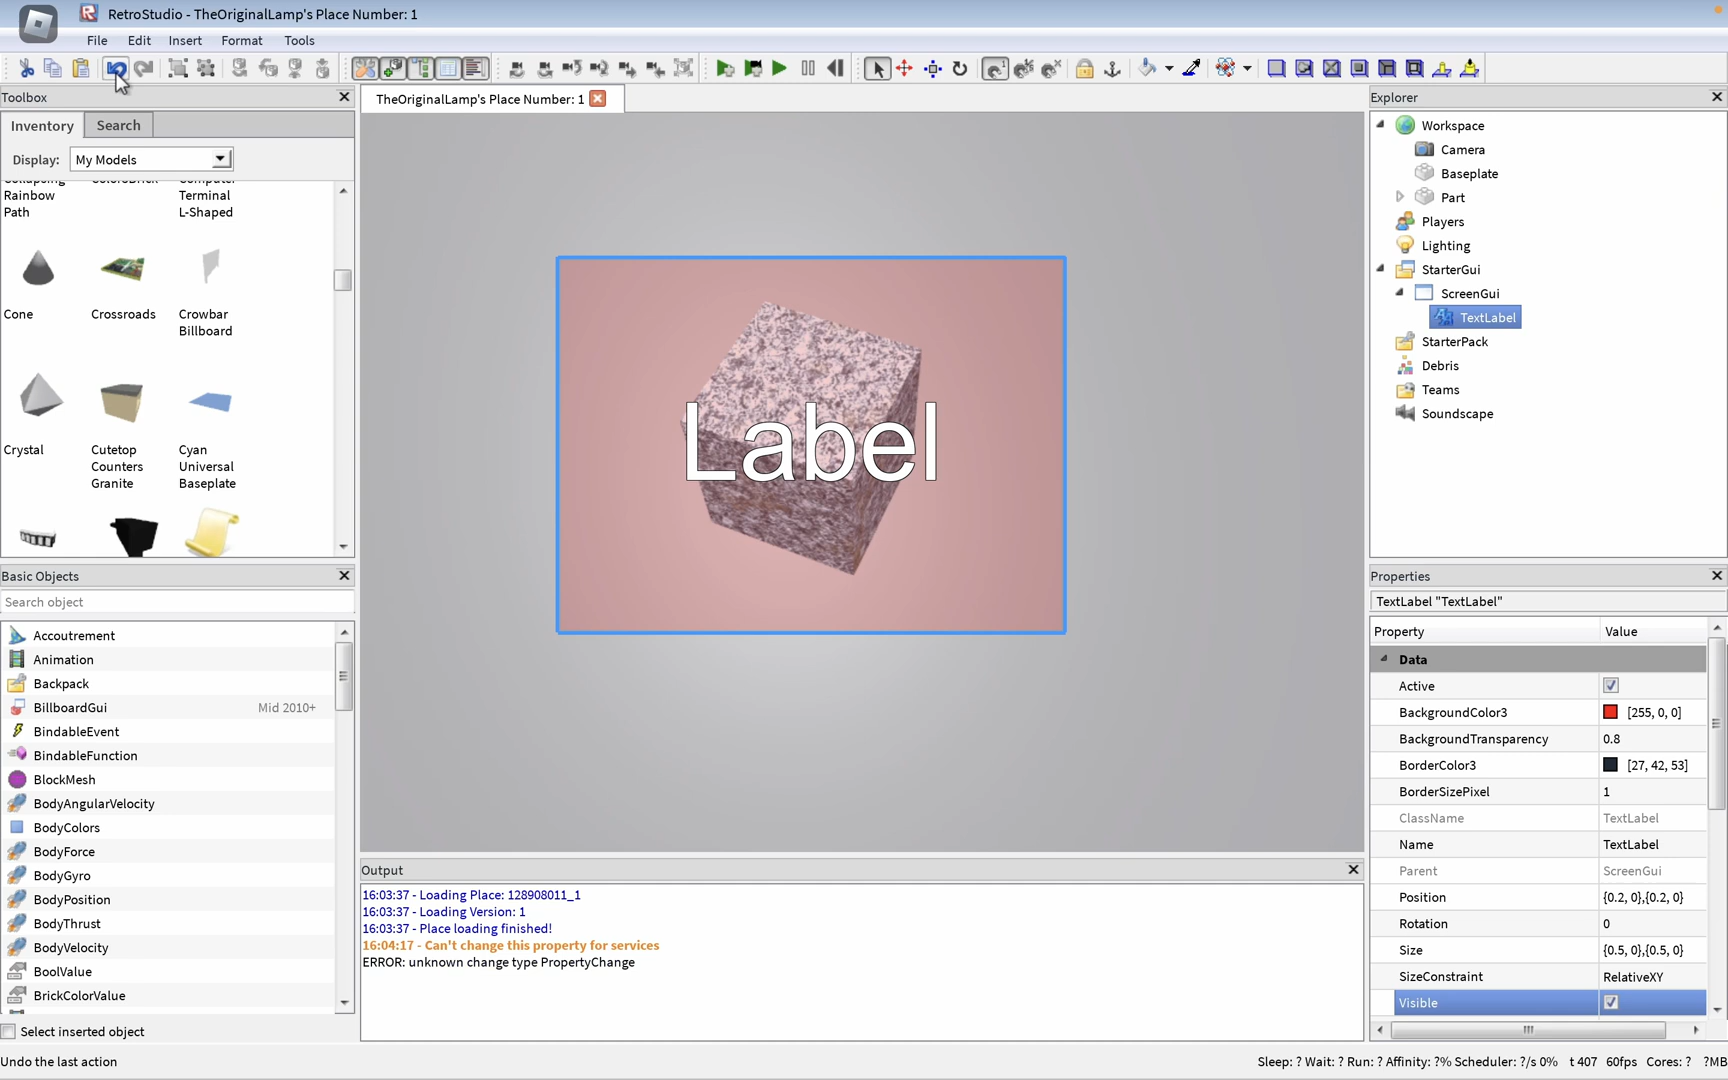 RetroStudio - TheOriginalLamp's Place Number: 1
File Edit Insert Format Tools
Toolbox
Inventory Search
Display: My Models
Rainbow Path
Terminal L-Shaped
Cone
Crossroads
Crowbar Billboard
Crystal
Cutetop Counters Granite
Cyan Universal Baseplate
Basic Objects
Search object
Accoutrement
Animation
Backpack
BillboardGui Mid 2010+
BindableEvent
BindableFunction
BlockMesh
BodyAngularVelocity
BodyColors
BodyForce
BodyGyro
BodyPosition
BodyThrust
BodyVelocity
BoolValue
BrickColorValue
Select inserted object
Undo the last action
TheOriginalLamp's Place Number: 1
Label
Output
16:03:37 - Loading Place: 128908011_1
16:03:37 - Loading Version: 1
16:03:37 - Place loading finished!
16:04:17 - Can't change this property for services
ERROR: unknown change type PropertyChange
Explorer
Workspace
Camera
Baseplate
Part
Players
Lighting
StarterGui
ScreenGui
TextLabel
StarterPack
Debris
Teams
Soundscape
Properties
TextLabel "TextLabel"
Property Value
Data
Active
BackgroundColor3 [255, 0, 0]
BackgroundTransparency 0.8
BorderColor3 [27, 42, 53]
BorderSizePixel 1
ClassName TextLabel
Name TextLabel
Parent ScreenGui
Position {0.2, 0},{0.2, 0}
Rotation 0
Size {0.5, 0},{0.5, 0}
SizeConstraint RelativeXY
Visible
Sleep: ? Wait: ? Run: ? Affinity: ?% Scheduler: ?/s 0% t 407 60fps Cores: ? ?MB